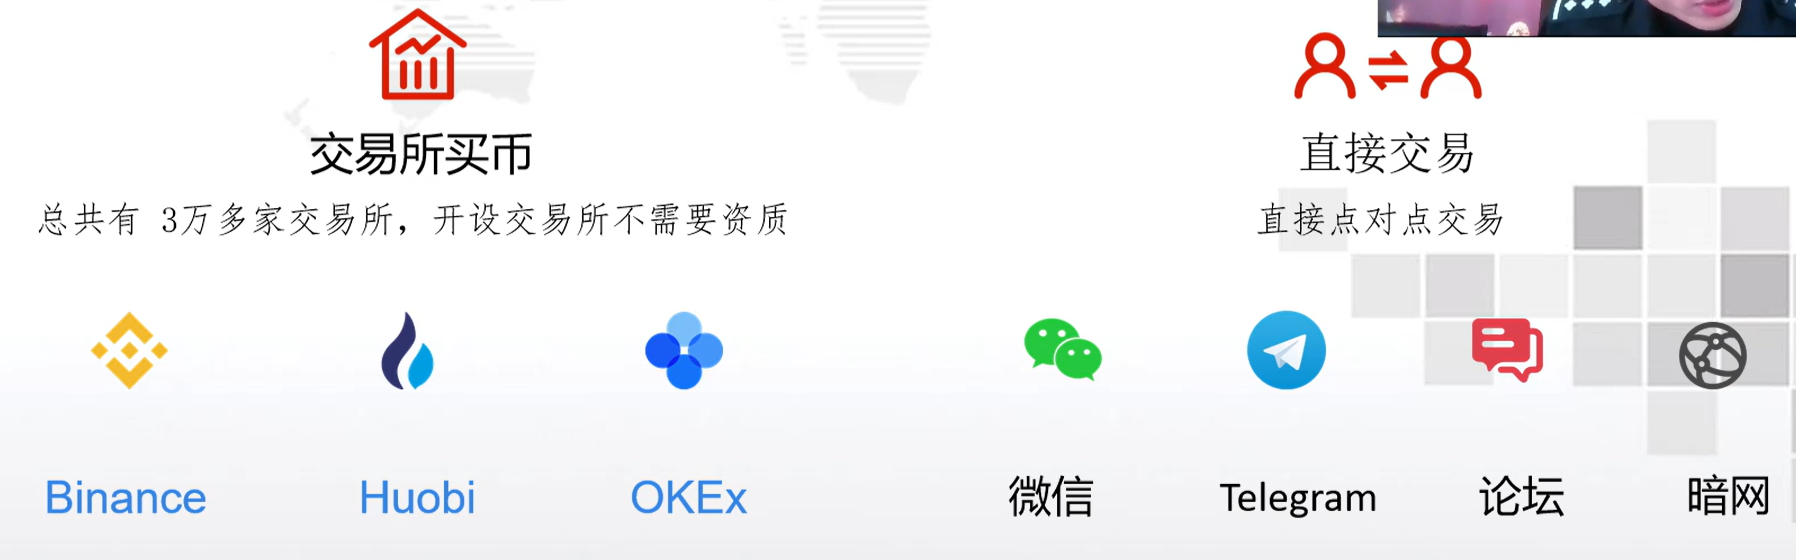 交易所买币
总共有 3万多家交易所，开设交易所不需要资质
Binance
Huobi
OKEx
直接交易
直接点对点交易
微信
Telegram
论坛
暗网